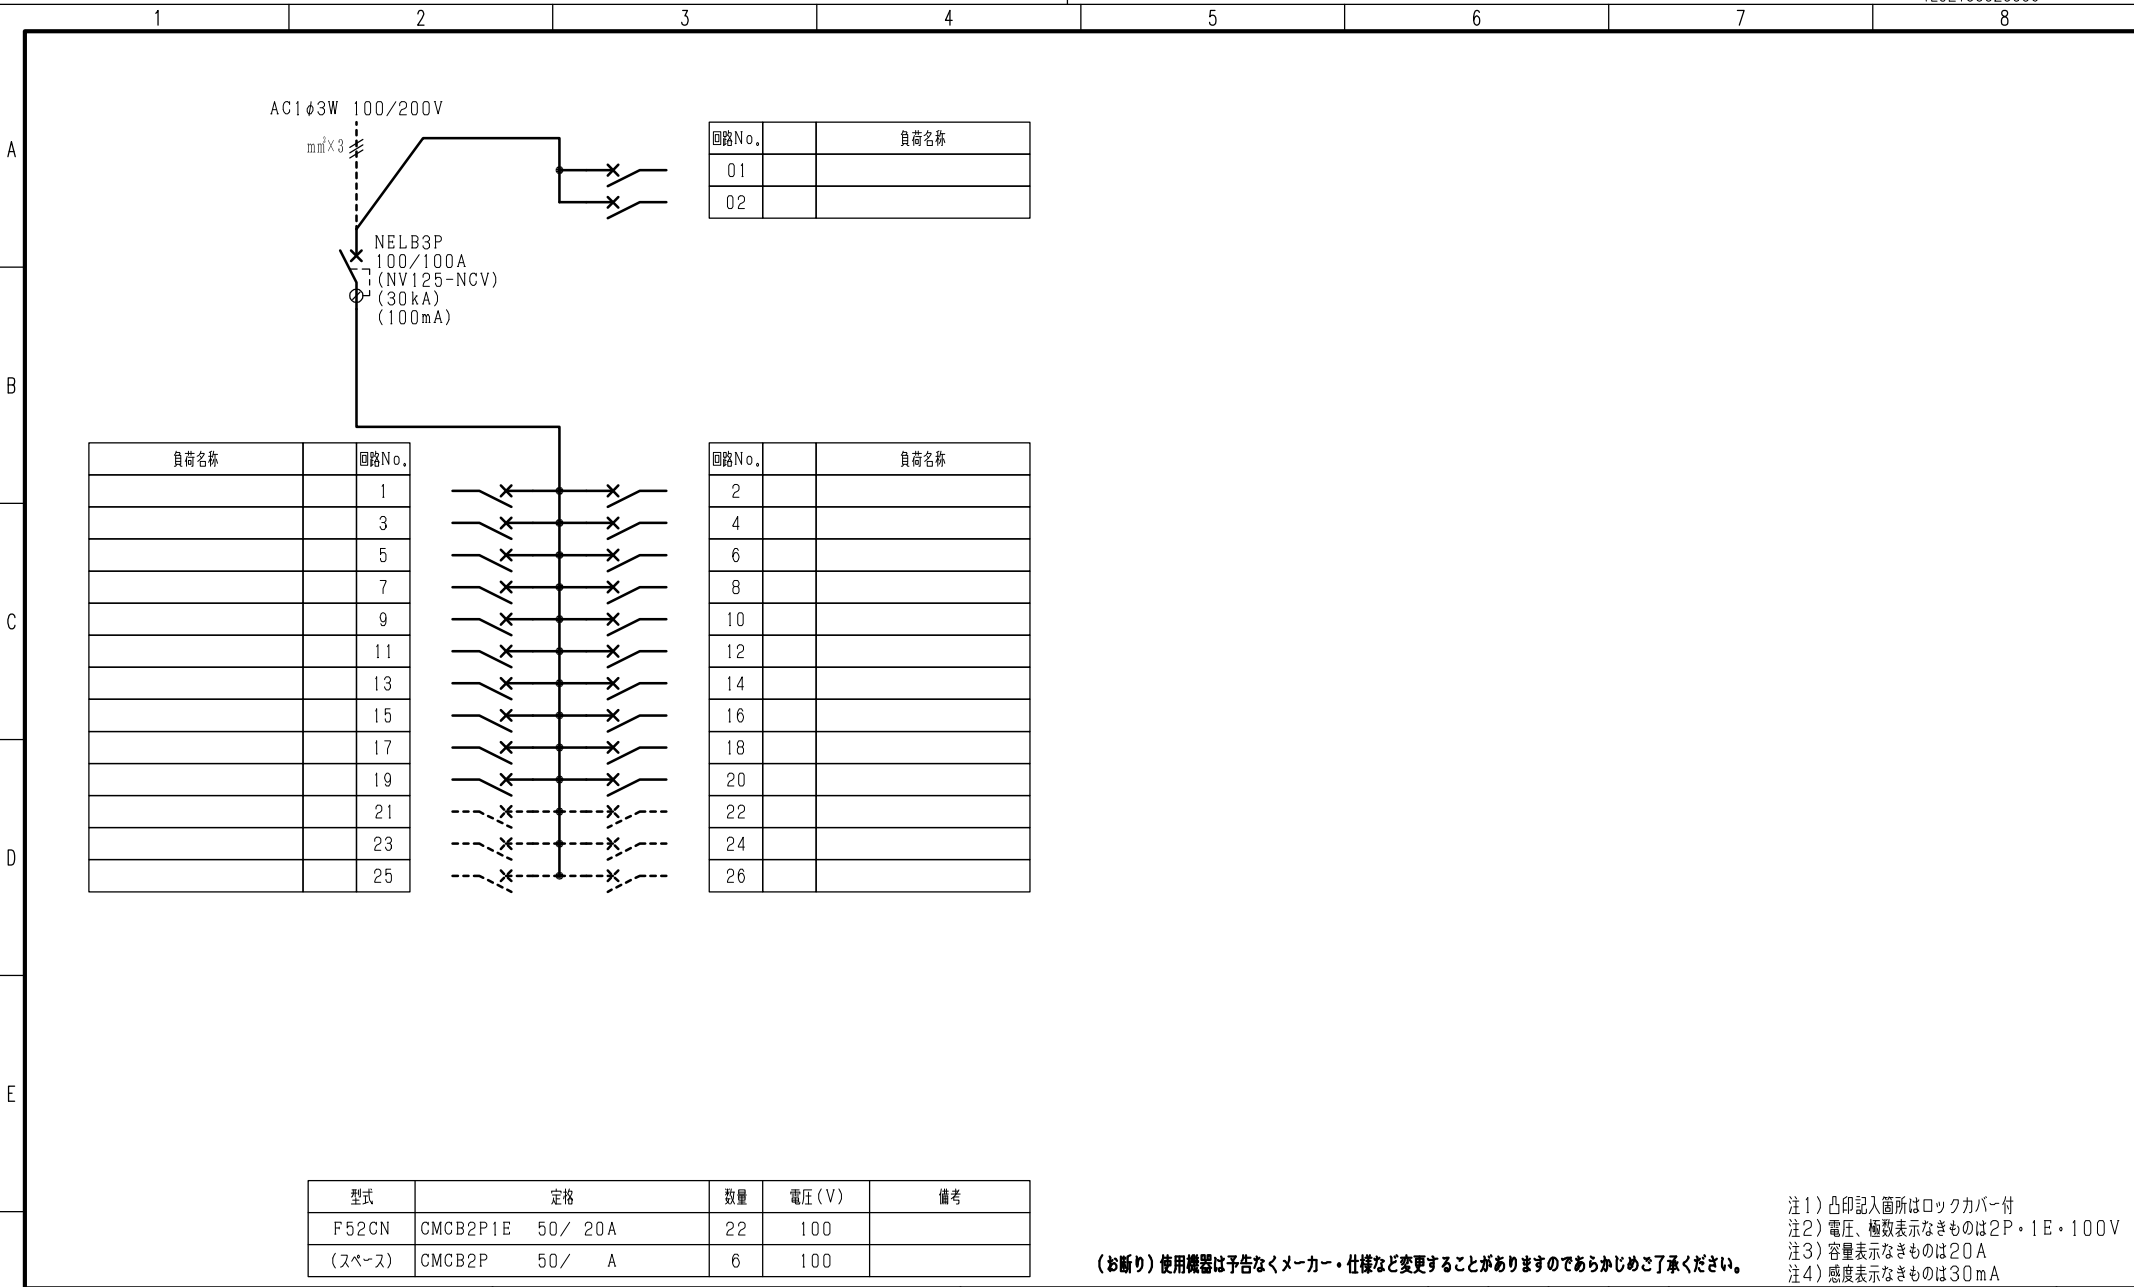 1 2 3 4 5 6 7 8
AC1φ3W 100/200V
mm²×3
A
回路No. 負荷名称
01
02
NELB3P
100/100A
(NV125-NCV)
(30kA)
(100mA)
B
負荷名称 回路No. 回路No. 負荷名称
1 2
3 4
5 6
7 8
C
9 10
11 12
13 14
15 16
17 18
19 20
21 22
23 24
D
25 26
E
型式 定格 数量 電圧(V) 備考
F52CN CMCB2P1E 50/ 20A 22 100
(スペース) CMCB2P 50/ A 6 100
(お断り)使用機器は予告なくメーカー・仕様など変更することがありますのであらかじめご了承ください。
注1)凸印記入箇所はロックカバー付
注2)電圧、極数表示なきものは2P・1E・100V
注3)容量表示なきものは20A
注4)感度表示なきものは30mA